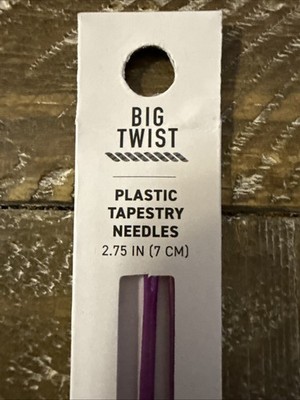 BIG
TWIST
PLASTIC
TAPESTRY
NEEDLES
2.75 IN (7 CM)